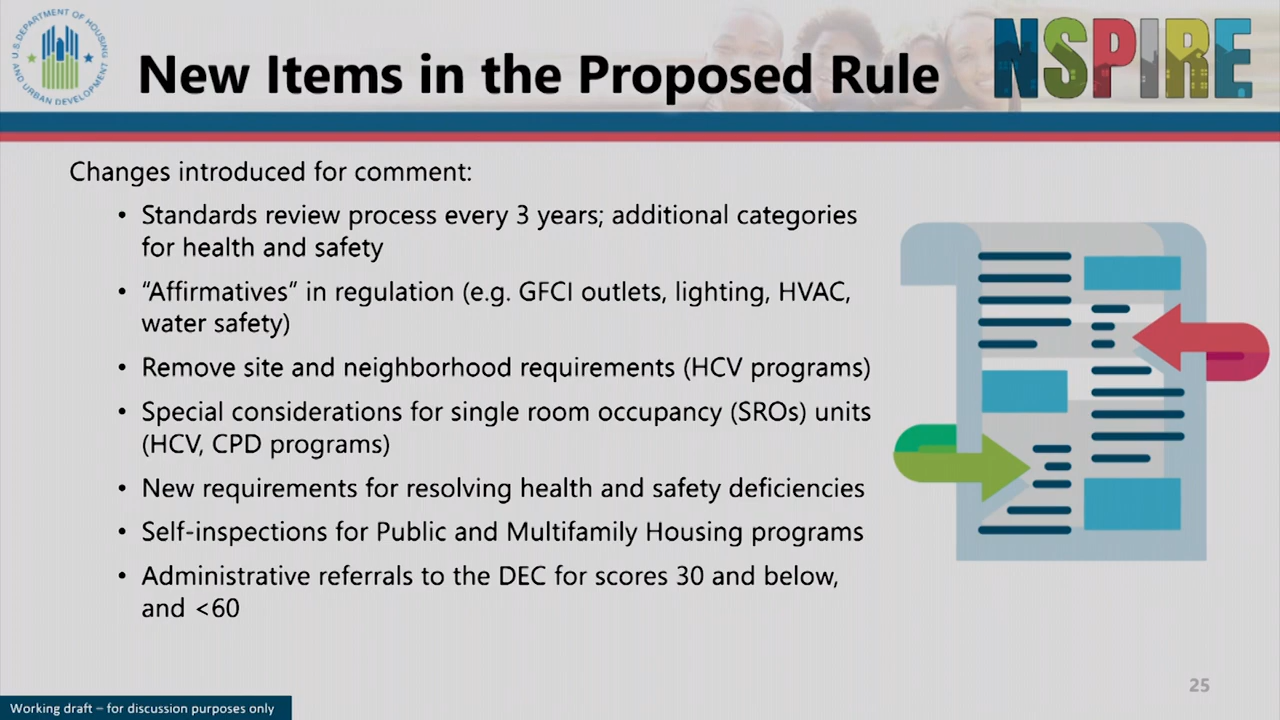 U.S. DEPARTMENT OF HOUSING AND URBAN DEVELOPMENT
New Items in the Proposed Rule
NSPIRE
Changes introduced for comment:
• Standards review process every 3 years; additional categories
for health and safety
• “Affirmatives” in regulation (e.g. GFCI outlets, lighting, HVAC,
water safety)
• Remove site and neighborhood requirements (HCV programs)
• Special considerations for single room occupancy (SROs) units
(HCV, CPD programs)
• New requirements for resolving health and safety deficiencies
• Self-inspections for Public and Multifamily Housing programs
• Administrative referrals to the DEC for scores 30 and below,
and <60
25
Working draft – for discussion purposes only